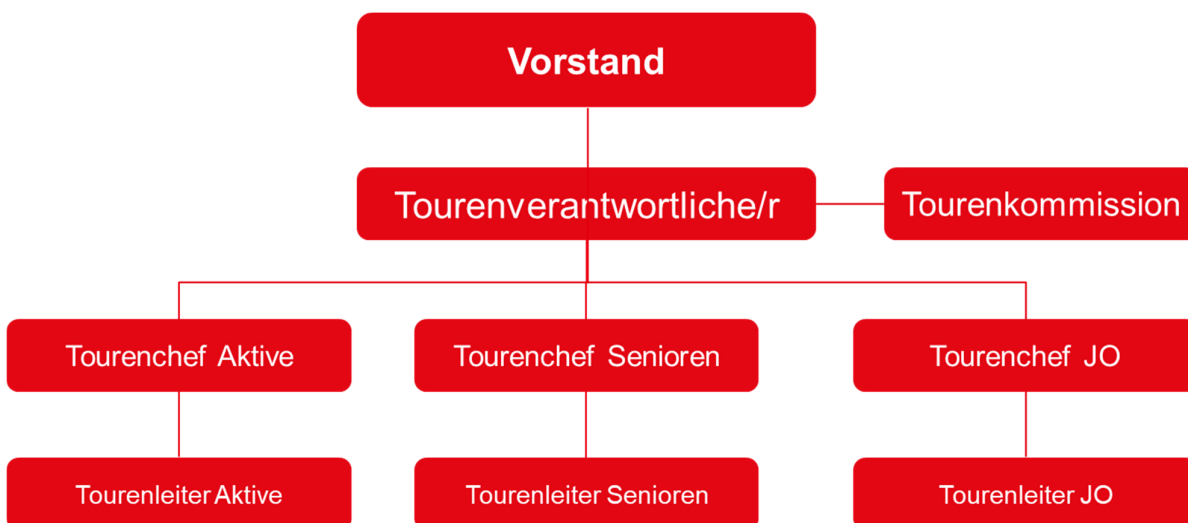 Vorstand
Tourenverantwortliche/r
Tourenkommission
Tourenchef Aktive
Tourenchef Senioren
Tourenchef JO
Tourenleiter Aktive
Tourenleiter Senioren
Tourenleiter JO